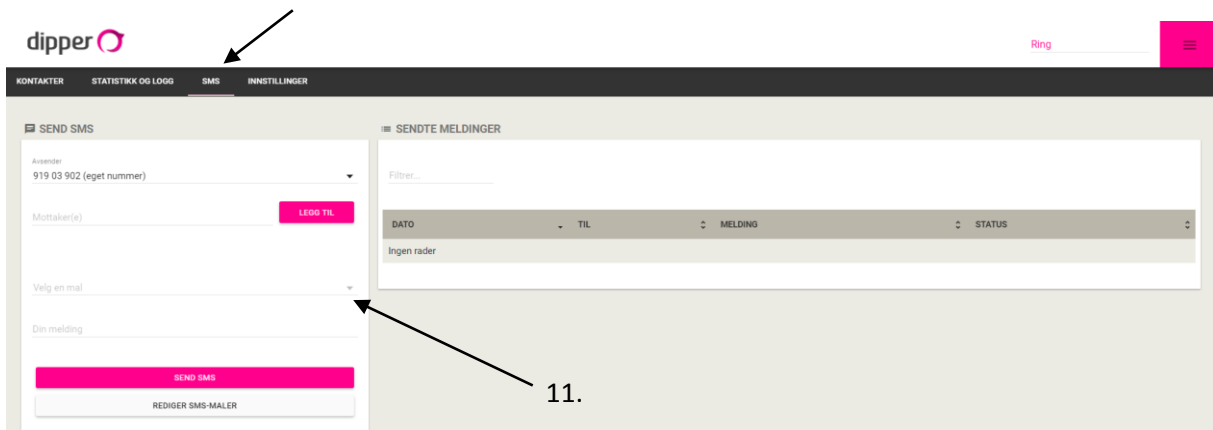 dipper
Ring
KONTAKTER STATISTIKK OG LOGG SMS INNSTILLINGER
SEND SMS
Avsender
919 03 902 (eget nummer)
Mottaker(e)
LEGG TIL
Velg en mal
Din melding
SEND SMS
REDIGER SMS-MALER
SENDTE MELDINGER
Filtrer...
DATO TIL MELDING STATUS
Ingen rader
11.